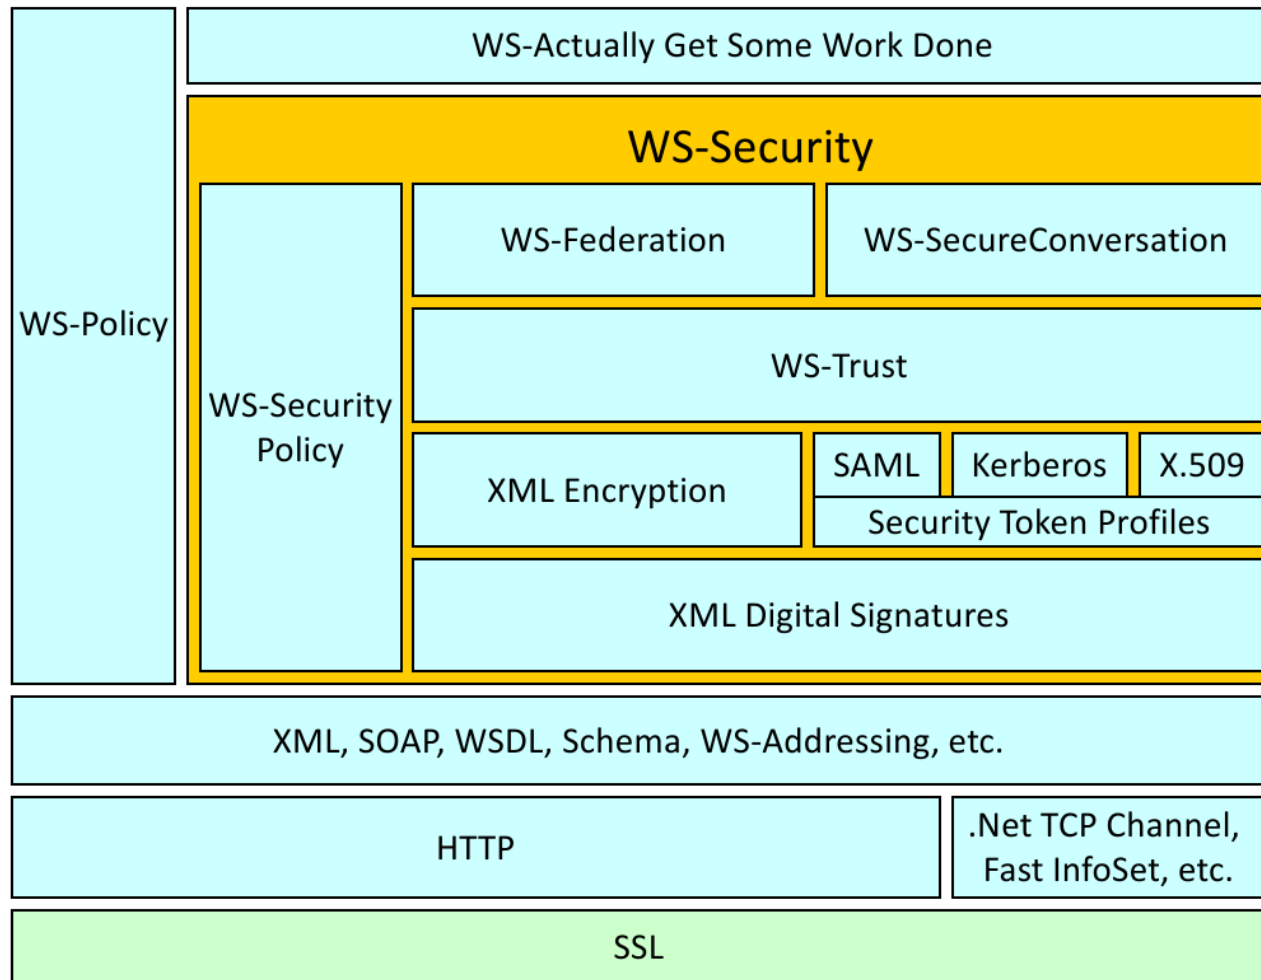 WS-Actually Get Some Work Done
WS-Security
WS-Federation
WS-SecureConversation
WS-Policy
WS-Trust
WS-Security
Policy
XML Encryption
SAML
Kerberos
X.509
Security Token Profiles
XML Digital Signatures
XML, SOAP, WSDL, Schema, WS-Addressing, etc.
HTTP
.Net TCP Channel,
Fast InfoSet, etc.
SSL